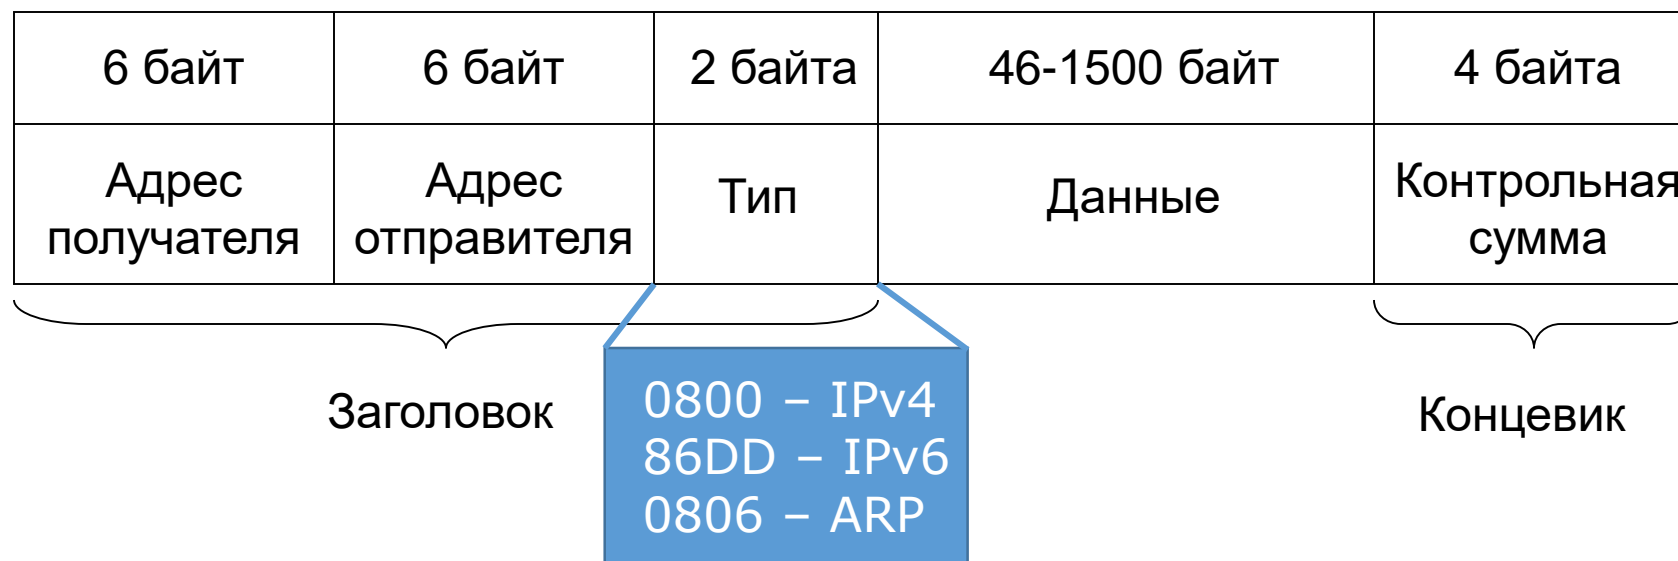 6 байт 6 байт 2 байта 46-1500 байт 4 байта
Адрес получателя
Адрес отправителя
Тип
Данные
Контрольная сумма
Заголовок
0800 – IPv4
86DD – IPv6
0806 – ARP
Концевик